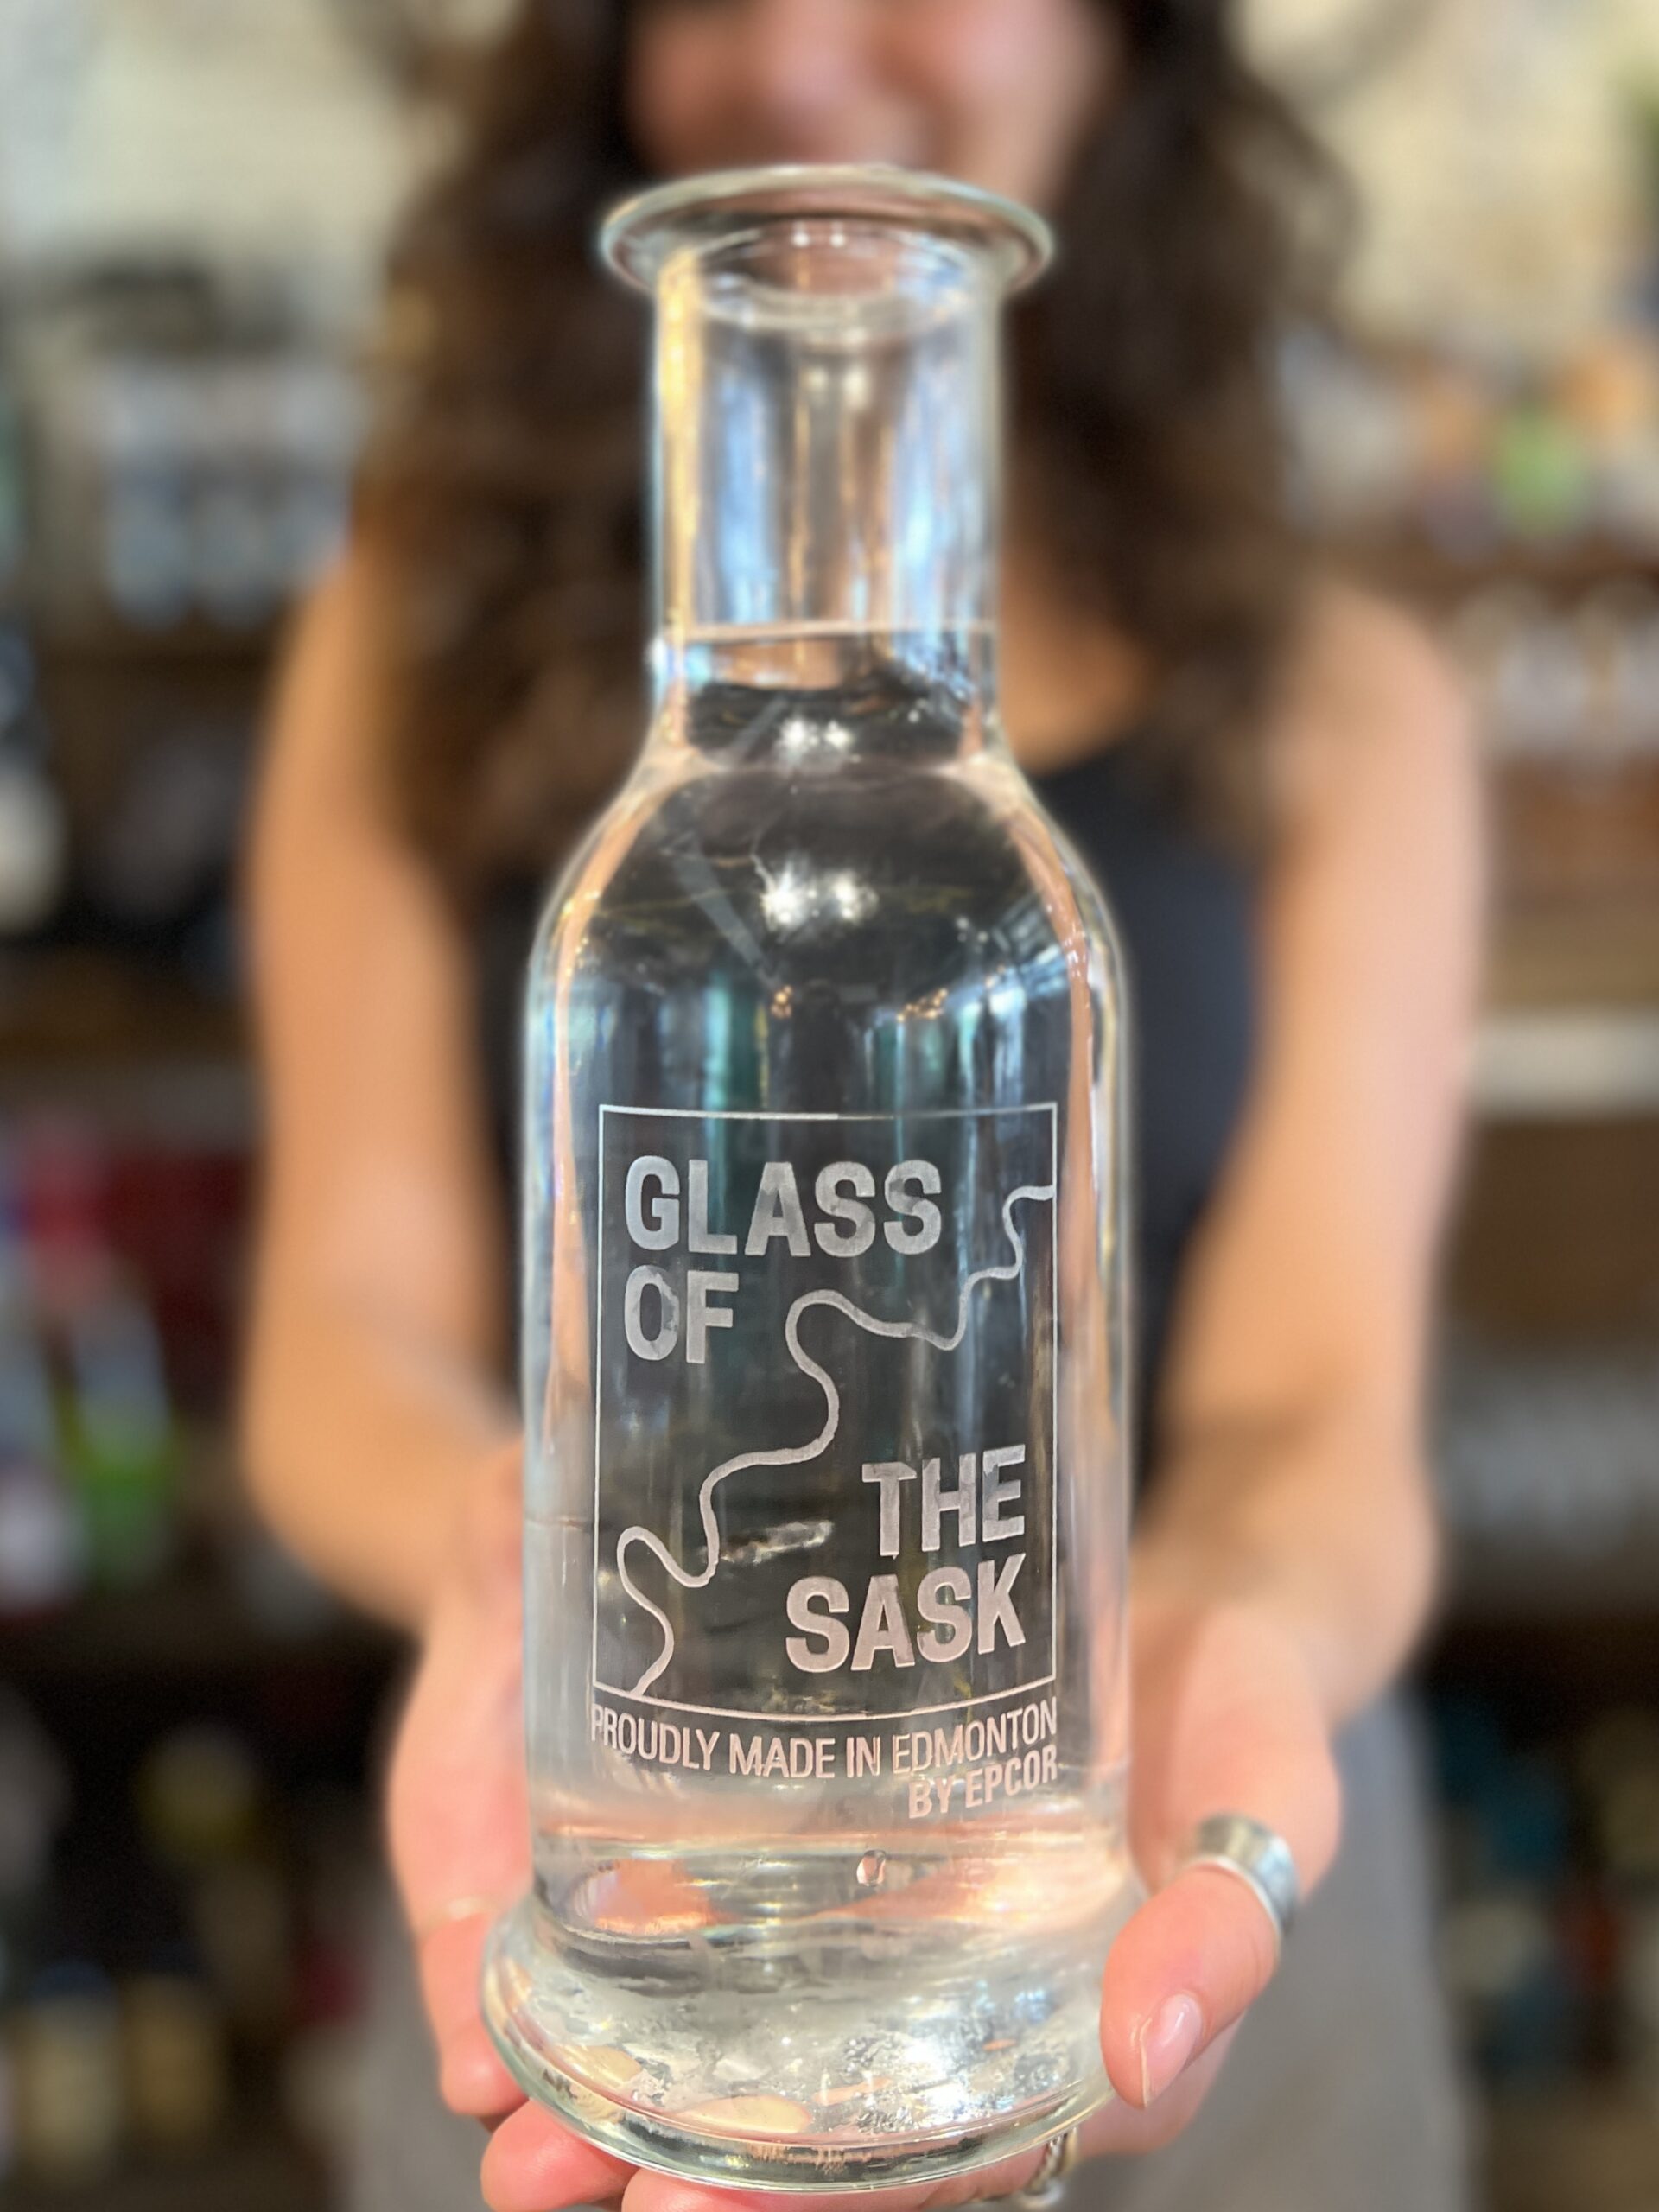 GLASS
OF
THE
SASK
PROUDLY MADE IN EDMONTON
BY EPCOR